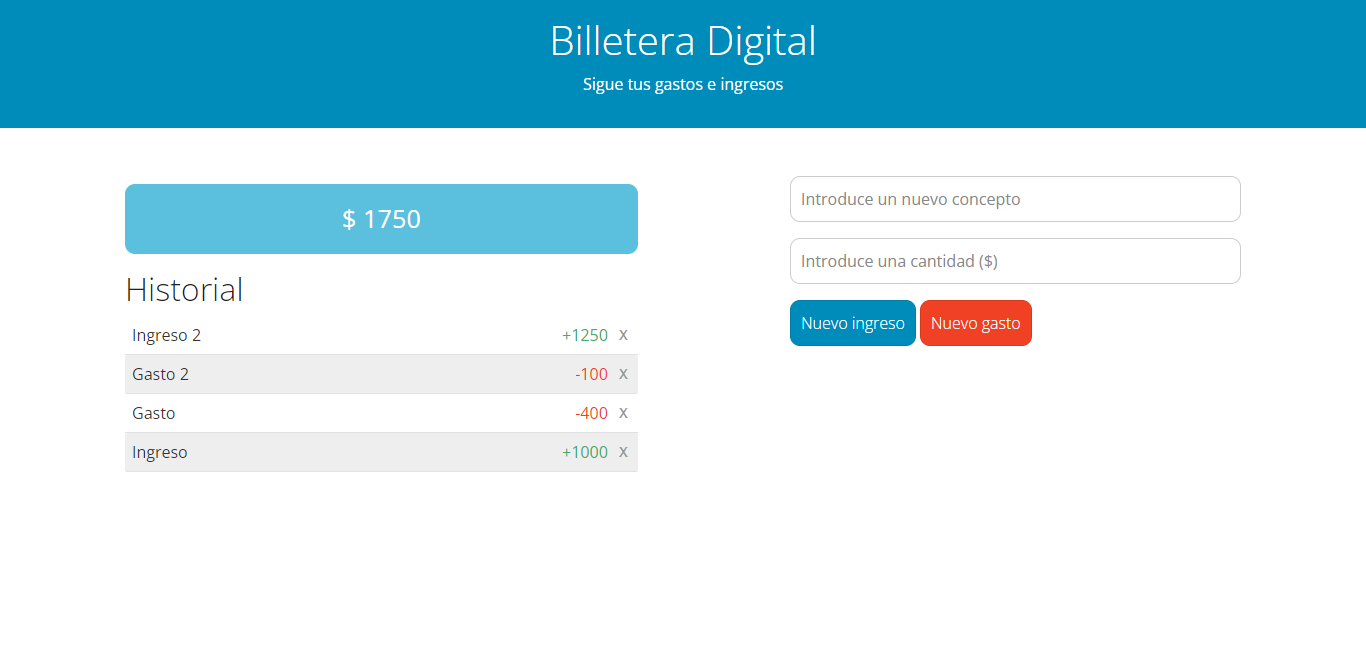 Billetera Digital
Sigue tus gastos e ingresos
$ 1750
Historial
Ingreso 2 +1250 X
Gasto 2 -100 X
Gasto -400 X
Ingreso +1000 X
Introduce un nuevo concepto
Introduce una cantidad ($)
Nuevo ingreso Nuevo gasto